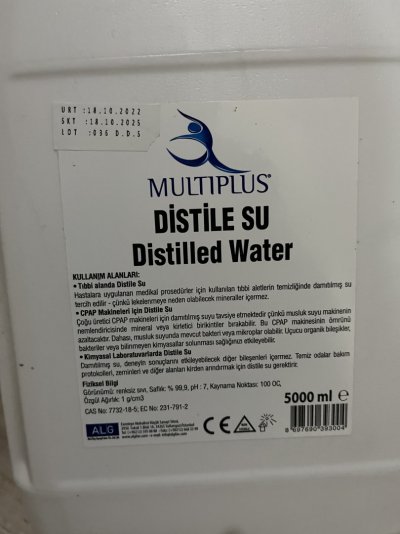 URT :18.10.2022
SKT :18.10.2025
LOT :036 D.D.S
MULTIPLUS®
DİSTİLE SU
Distilled Water
KULLANIM ALANLARI:
• Tıbbi alanda Distile Su
Hastalara uygulanan medikal prosedürler için kullanılan tıbbi aletlerin temizliğinde damıtılmış su
tercih edilir - çünkü lekelenmeye neden olabilecek mineraller içermez.
• CPAP Makineleri için Distile Su
Çoğu üretici CPAP makineleri için damıtılmış suyu tavsiye etmektedir çünkü musluk suyu makinenin
nemlendiricisinde mineral veya kirletici birikintiler bırakabilir. Bu CPAP makinesinin ömrünü
azaltacaktır. Dahası, musluk suyunda mevcut bakteri veya mikroplar olabilir. Uçucu organik bileşikler,
bakteriler veya bilinmeyen kimyasallar solunması sağlığınızı etkileyebilir.
• Kimyasal Laboratuvarlarda Distile Su
Damıtılmış su, deneyin sonuçlarını etkileyebilecek diğer bileşenleri içermez. Temiz odalar bakım
protokolleri, zeminleri ve diğer alanları kirden arındırmak için distile su gerektirir.
Fiziksel Bilgi
Görünümü: renksiz sıvı, Saflık: % 99,9, pH : 7, Kaynama Noktası: 100 OC,
Özgül Ağırlık: 1 g/cm3
CAS No: 7732-18-5; EC No: 231-791-2
5000 ml e
ALG
CE
8 697690 393004